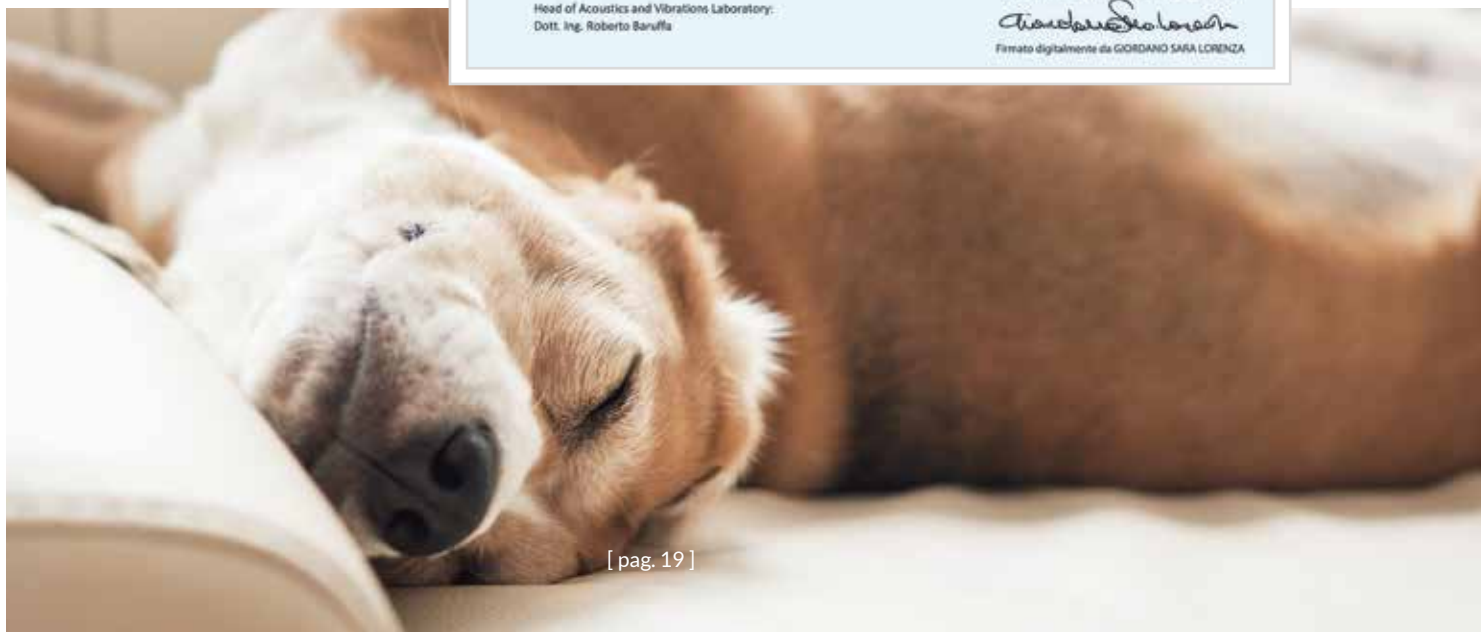 Head of Acoustics and Vibrations Laboratory:
Dott. Ing. Roberto Baruffa
Firmato digitalmente da GIORDANO SARA LORENZA
[ pag. 19 ]